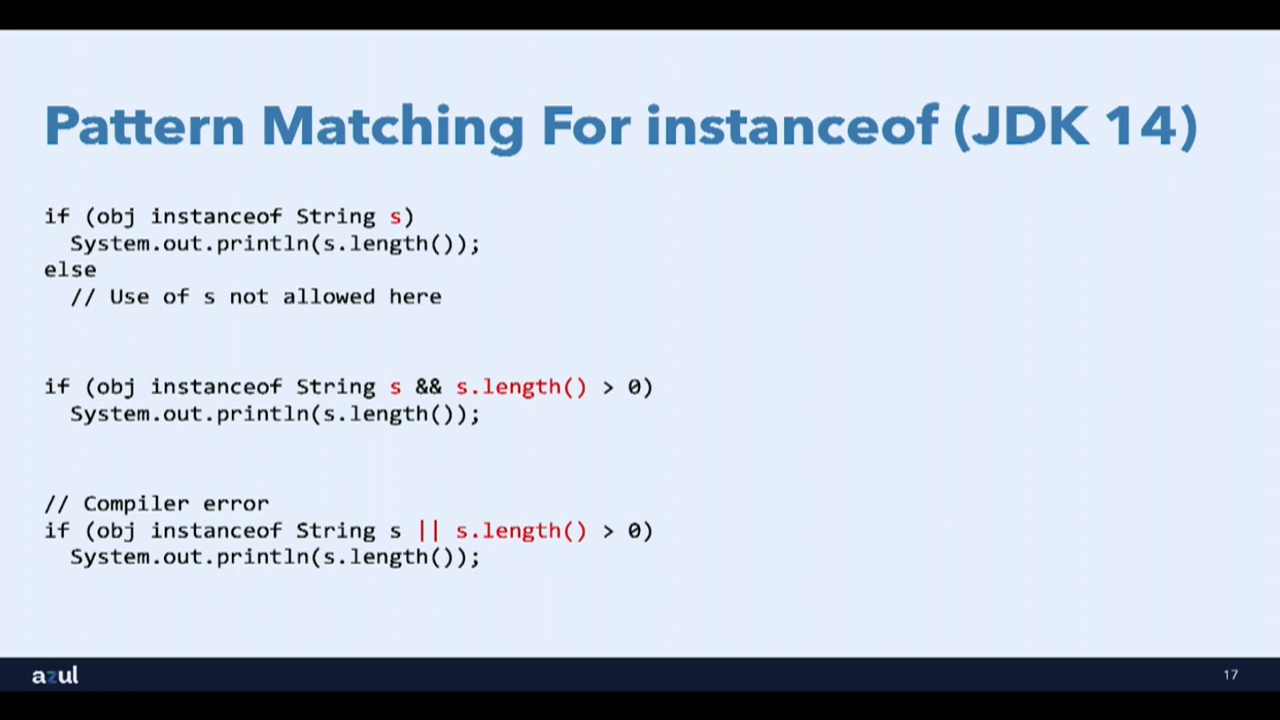 Pattern Matching For instanceof (JDK 14)
if (obj instanceof String s)
  System.out.println(s.length());
else
  // Use of s not allowed here
if (obj instanceof String s && s.length() > 0)
  System.out.println(s.length());
// Compiler error
if (obj instanceof String s || s.length() > 0)
  System.out.println(s.length());
azul
17